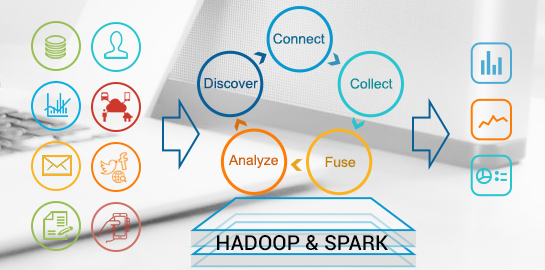 Connect
Discover
Collect
Analyze
Fuse
HADOOP & SPARK